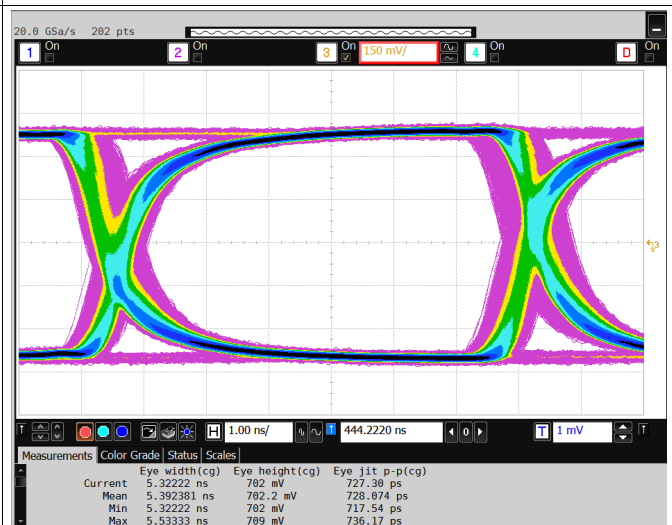 20.0 GSa/s 202 pts
1 On 2 On 3 On 150 mV/ 4 On D On
3
H 1.00 ns/ 444.2220 ns 0 T 1 mV
Measurements Color Grade Status Scales
Eye width(cg) Eye height(cg) Eye jit p-p(cg)
Current 5.32222 ns 702 mV 727.30 ps
Mean 5.392381 ns 702.2 mV 728.074 ps
Min 5.32222 ns 702 mV 717.54 ps
Max 5.53333 ns 709 mV 736.17 ps